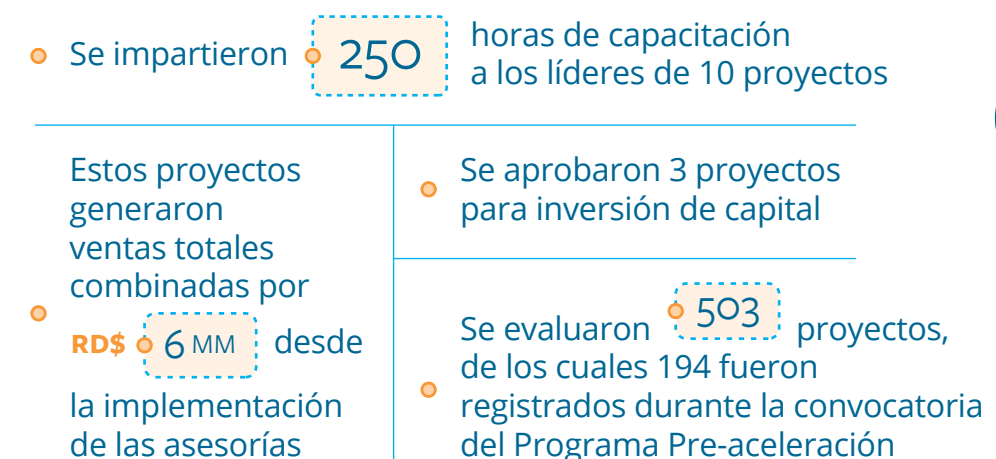 Se impartieron 250 horas de capacitación
a los líderes de 10 proyectos
Estos proyectos
generaron
ventas totales
combinadas por
RD$ 6 MM desde
la implementación
de las asesorías
Se aprobaron 3 proyectos
para inversión de capital
Se evaluaron 503 proyectos,
de los cuales 194 fueron
registrados durante la convocatoria
del Programa Pre-aceleración